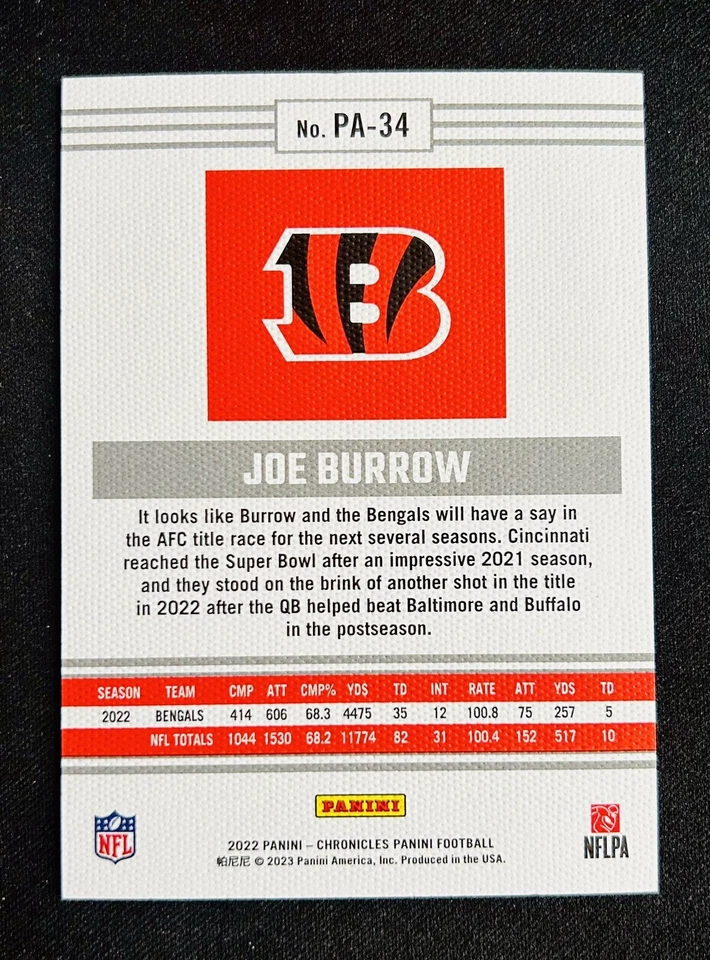 No. PA-34
B
JOE BURROW
It looks like Burrow and the Bengals will have a say in
the AFC title race for the next several seasons. Cincinnati
reached the Super Bowl after an impressive 2021 season,
and they stood on the brink of another shot in the title
in 2022 after the QB helped beat Baltimore and Buffalo
in the postseason.
SEASON TEAM CMP ATT CMP% YDS TD INT RATE ATT YDS TD
2022 BENGALS 414 606 68.3 4475 35 12 100.8 75 257 5
NFL TOTALS 1044 1530 68.2 11774 82 31 100.4 152 517 10
PANINI
NFL
NFLPA
2022 PANINI – CHRONICLES PANINI FOOTBALL
帕尼尼 © 2023 Panini America, Inc. Produced in the USA.